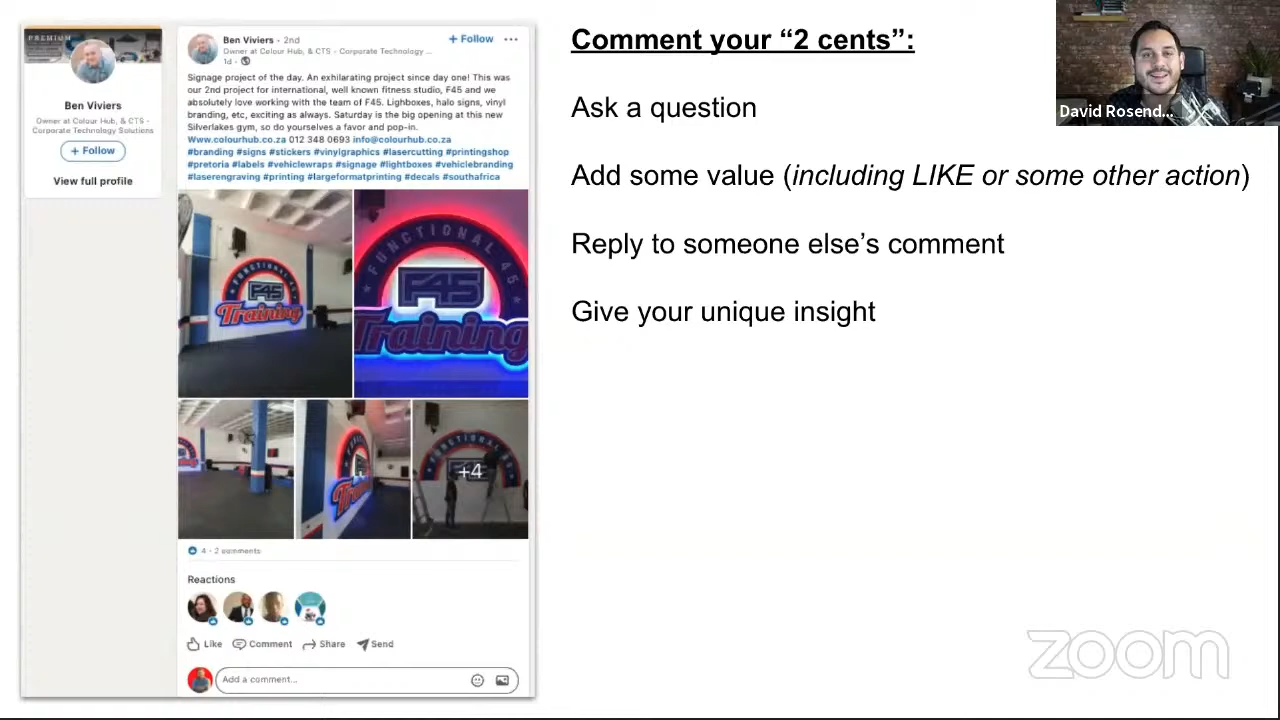 PREMIUM
Ben Viviers
Owner at Colour Hub, & CTS -
Corporate Technology Solutions
+ Follow
View full profile
Ben Viviers • 2nd
Owner at Colour Hub, & CTS - Corporate Technology ...
1d •
+ Follow
Signage project of the day. An exhilarating project since day one! This was
our 2nd project for international, well known fitness studio, F45 and we
absolutely love working with the team of F45. Lighboxes, halo signs, vinyl
branding, etc, exciting as always. Saturday is the big opening at this new
Silverlakes gym, so do yourselves a favor and pop-in.
Www.colourhub.co.za 012 348 0693 info@colourhub.co.za
#branding #signs #stickers #vinylgraphics #lasercutting #printingshop
#pretoria #labels #vehiclewraps #signage #lightboxes #vehiclebranding
#laserengraving #printing #largeformatprinting #decals #southafrica
FUNCTIONAL 45
F45
Training
FUNCTIONAL 45
F45
Training
Training
FUNCTIONAL
+4
4 • 2 comments
Reactions
Like Comment Share Send
Add a comment...
Comment your “2 cents”:
Ask a question
Add some value (including LIKE or some other action)
Reply to someone else’s comment
Give your unique insight
David Rosend...
zoom